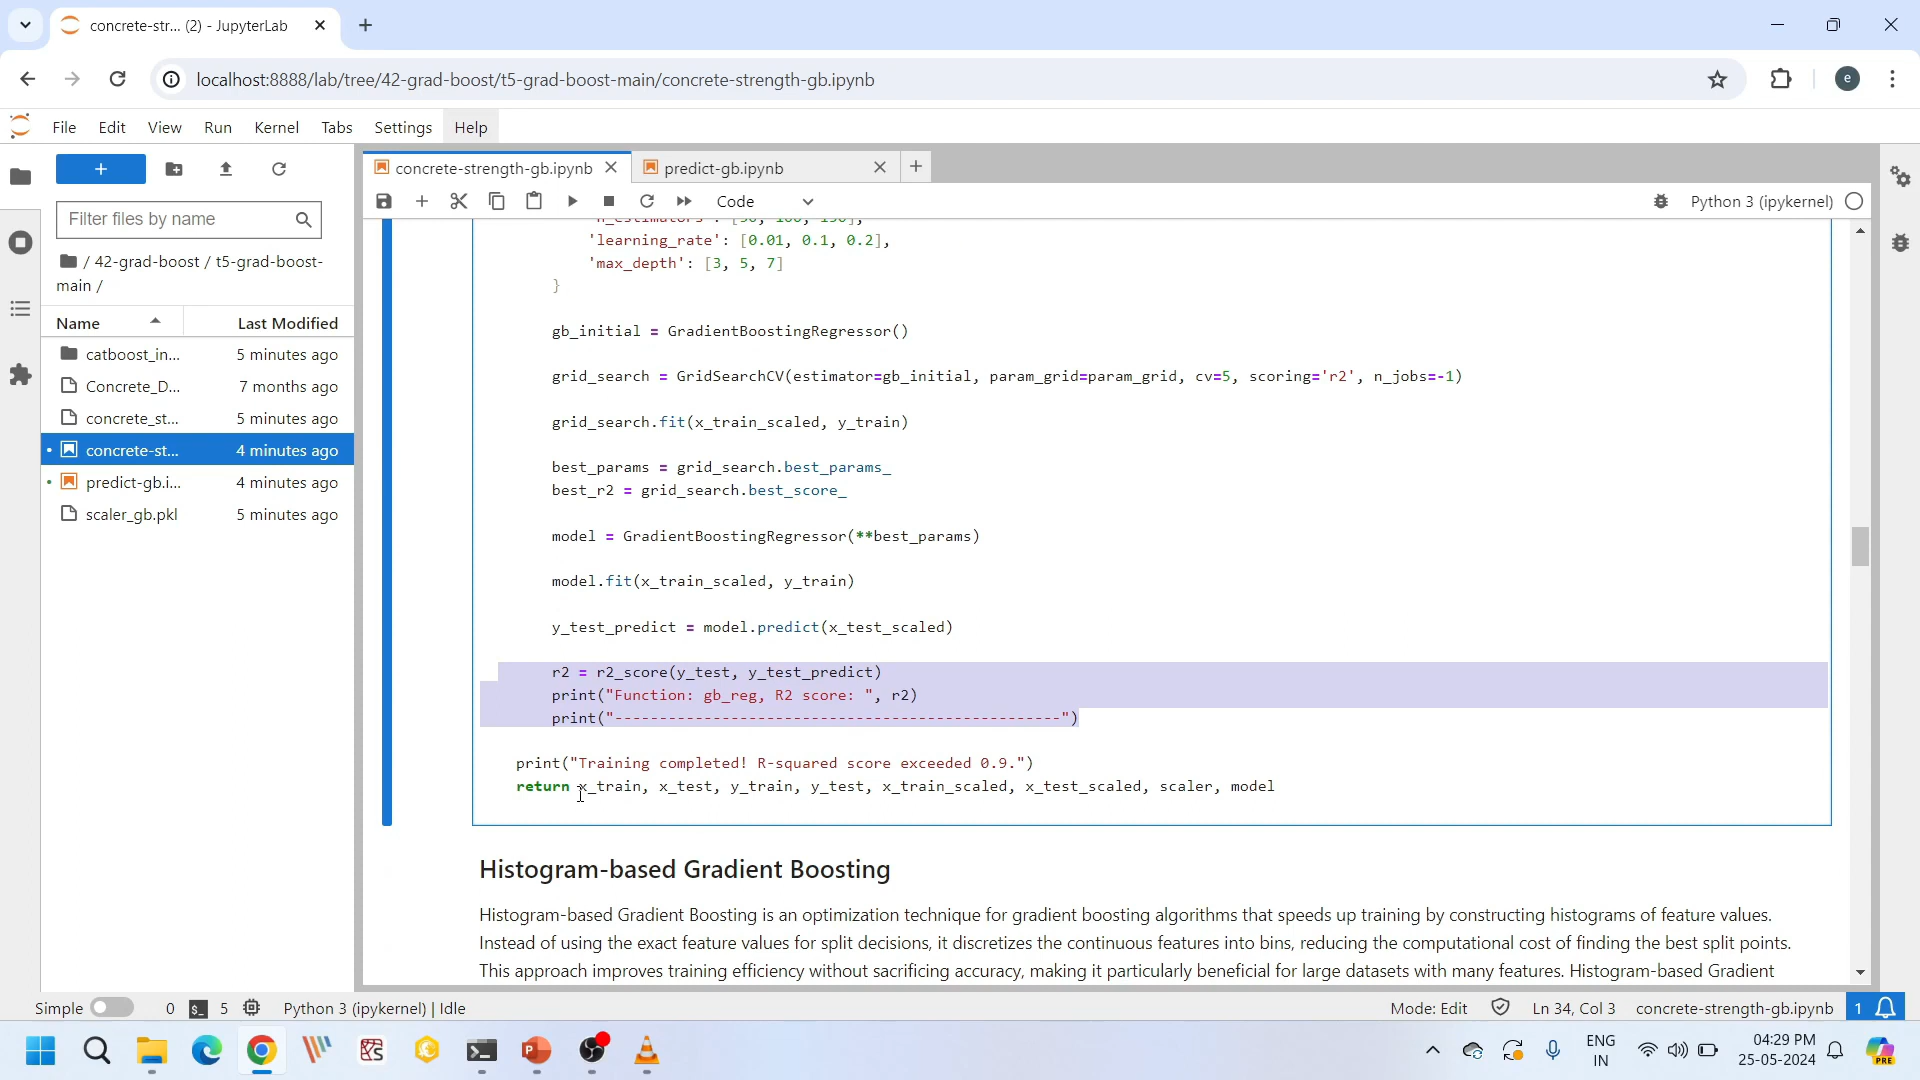 concrete-str... (2) - JupyterLab
localhost:8888/lab/tree/42-grad-boost/t5-grad-boost-main/concrete-strength-gb.ipynb
e
File Edit View Run Kernel Tabs Settings Help
concrete-strength-gb.ipynb
predict-gb.ipynb
Code
Python 3 (ipykernel)
Filter files by name
/ 42-grad-boost / t5-grad-boost-
main /
Name Last Modified
catboost_in... 5 minutes ago
Concrete_D... 7 months ago
concrete_st... 5 minutes ago
concrete-st... 4 minutes ago
predict-gb.i... 4 minutes ago
scaler_gb.pkl 5 minutes ago
'n_estimators': [50, 100, 150],
'learning_rate': [0.01, 0.1, 0.2],
'max_depth': [3, 5, 7]
}
gb_initial = GradientBoostingRegressor()
grid_search = GridSearchCV(estimator=gb_initial, param_grid=param_grid, cv=5, scoring='r2', n_jobs=-1)
grid_search.fit(x_train_scaled, y_train)
best_params = grid_search.best_params_
best_r2 = grid_search.best_score_
model = GradientBoostingRegressor(**best_params)
model.fit(x_train_scaled, y_train)
y_test_predict = model.predict(x_test_scaled)
r2 = r2_score(y_test, y_test_predict)
print("Function: gb_reg, R2 score: ", r2)
print("--------------------------------------------------")
print("Training completed! R-squared score exceeded 0.9.")
return x_train, x_test, y_train, y_test, x_train_scaled, x_test_scaled, scaler, model
Histogram-based Gradient Boosting
Histogram-based Gradient Boosting is an optimization technique for gradient boosting algorithms that speeds up training by constructing histograms of feature values.
Instead of using the exact feature values for split decisions, it discretizes the continuous features into bins, reducing the computational cost of finding the best split points.
This approach improves training efficiency without sacrificing accuracy, making it particularly beneficial for large datasets with many features. Histogram-based Gradient
Simple 0 $_ 5 Python 3 (ipykernel) | Idle
Mode: Edit Ln 34, Col 3 concrete-strength-gb.ipynb 1
ENG
IN
04:29 PM
25-05-2024
PRE